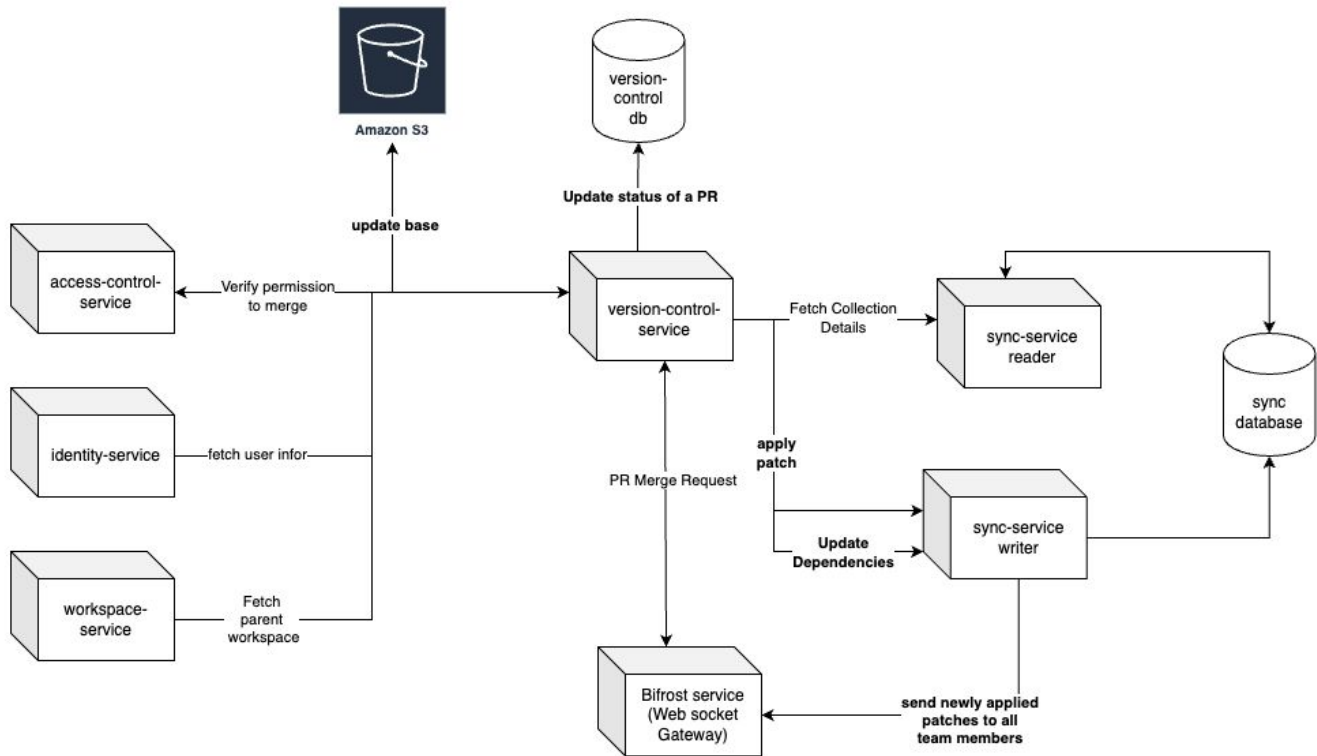 Amazon S3
version-
control
db
update base
Update status of a PR
access-control-
service
Verify permission
to merge
version-control-
service
Fetch Collection
Details
sync-service
reader
sync
database
identity-service
fetch user infor
PR Merge Request
apply
patch
sync-service
writer
Update
Dependencies
workspace-
service
Fetch
parent
workspace
Bifrost service
(Web socket
Gateway)
send newly applied
patches to all
team members